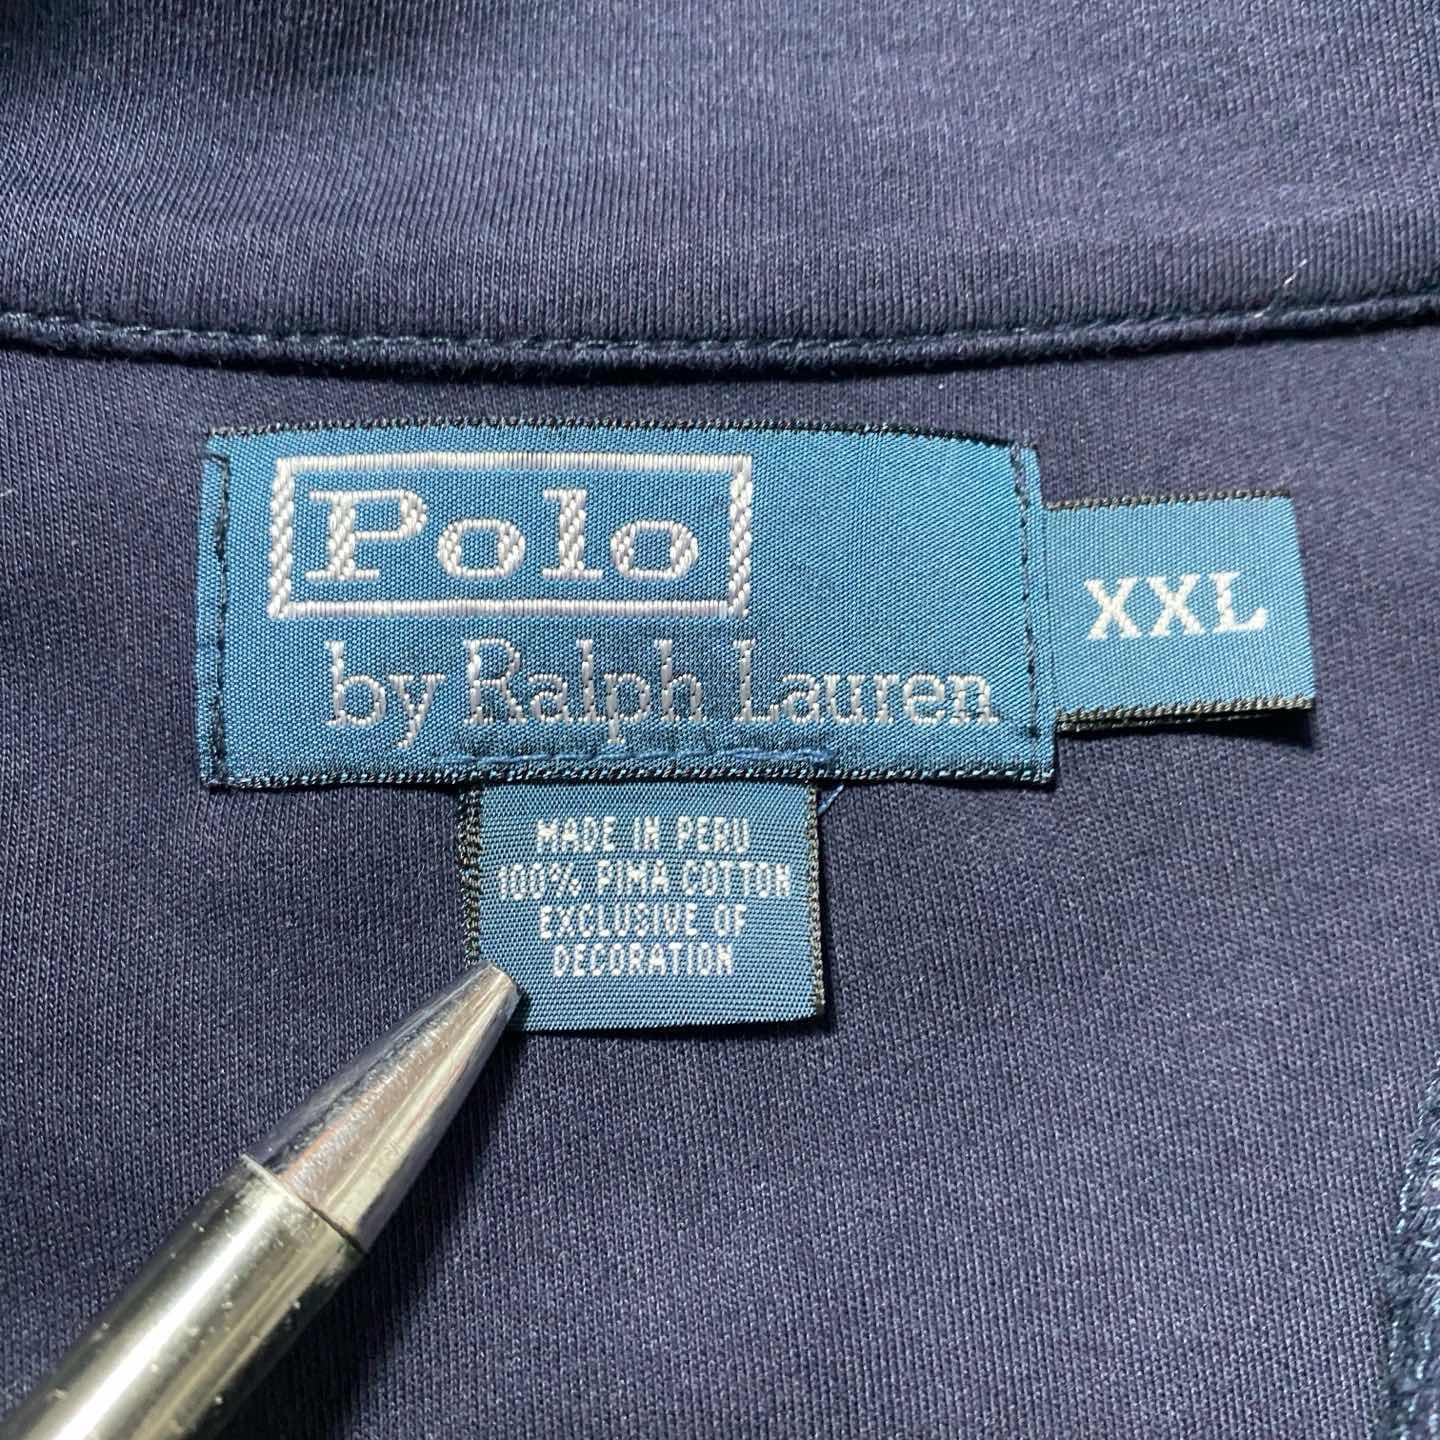 Polo
by Ralph Lauren
XXL
MADE IN PERU
100% PIMA COTTON
EXCLUSIVE OF
DECORATION